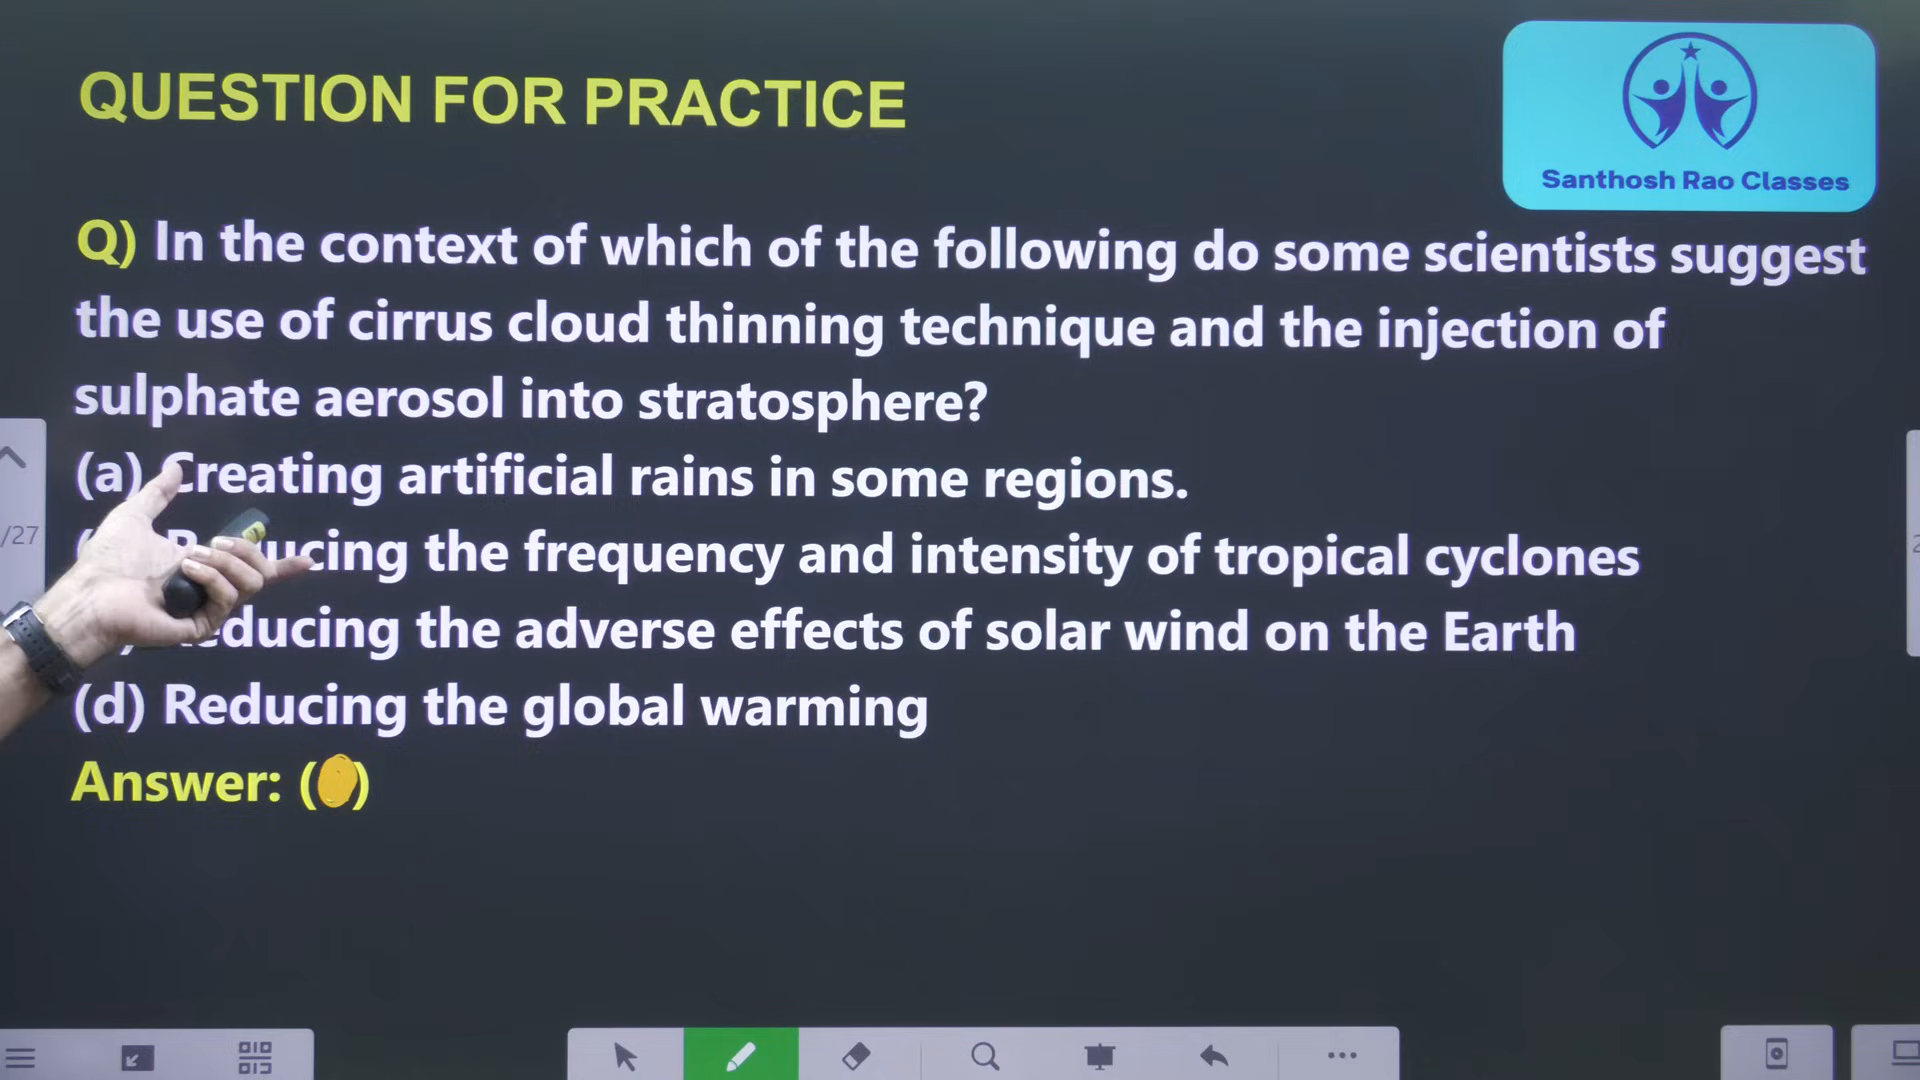 QUESTION FOR PRACTICE
Santhosh Rao Classes
Q) In the context of which of the following do some scientists suggest
the use of cirrus cloud thinning technique and the injection of
sulphate aerosol into stratosphere?
(a) Creating artificial rains in some regions.
the frequency and intensity of tropical cyclones
the adverse effects of solar wind on the Earth
(d) Reducing the global warming
Answer: ( )
/27